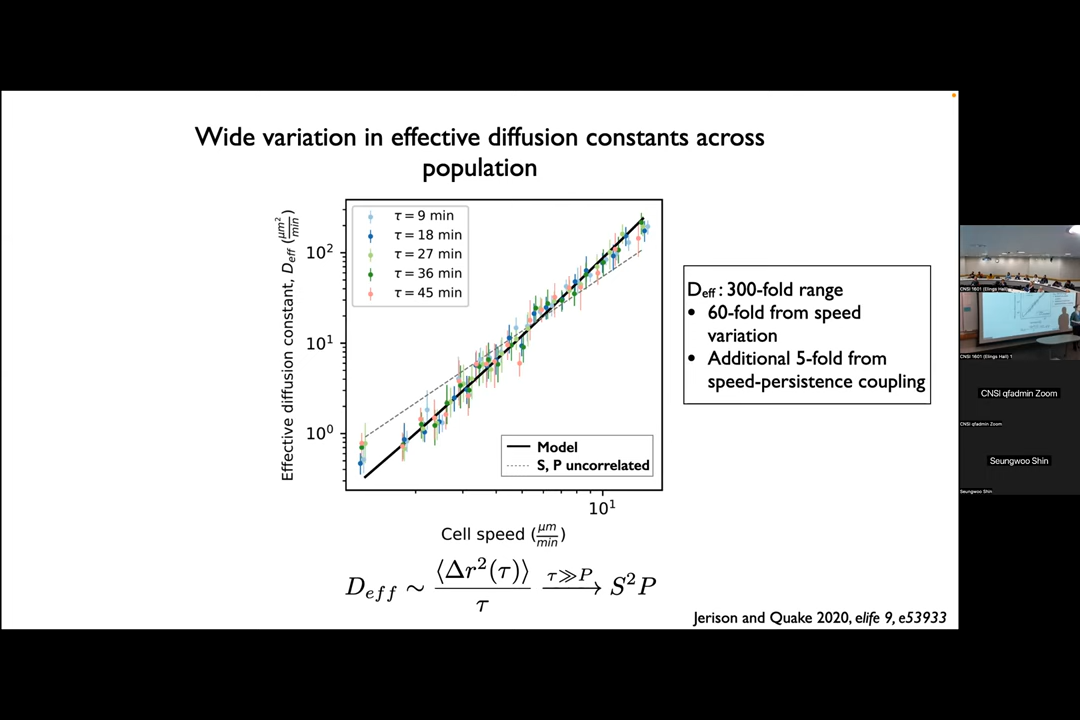 Wide variation in effective diffusion constants across
population
Effective diffusion constant, D_eff (μm²/min)
10²
10¹
10⁰
τ = 9 min
τ = 18 min
τ = 27 min
τ = 36 min
τ = 45 min
Model
S, P uncorrelated
10¹
Cell speed (μm/min)
D_eff ~ ⟨Δr²(τ)⟩/τ τ≫P → S²P
D_eff : 300-fold range
• 60-fold from speed
variation
• Additional 5-fold from
speed-persistence coupling
Jerison and Quake 2020, elife 9, e53933
CNSI 1601 (Elings Hall)
CNSI 1601 (Elings Hall) 1
CNSI qfadmin Zoom
CNSI qfadmin Zoom
Seungwoo Shin
Seungwoo Shin